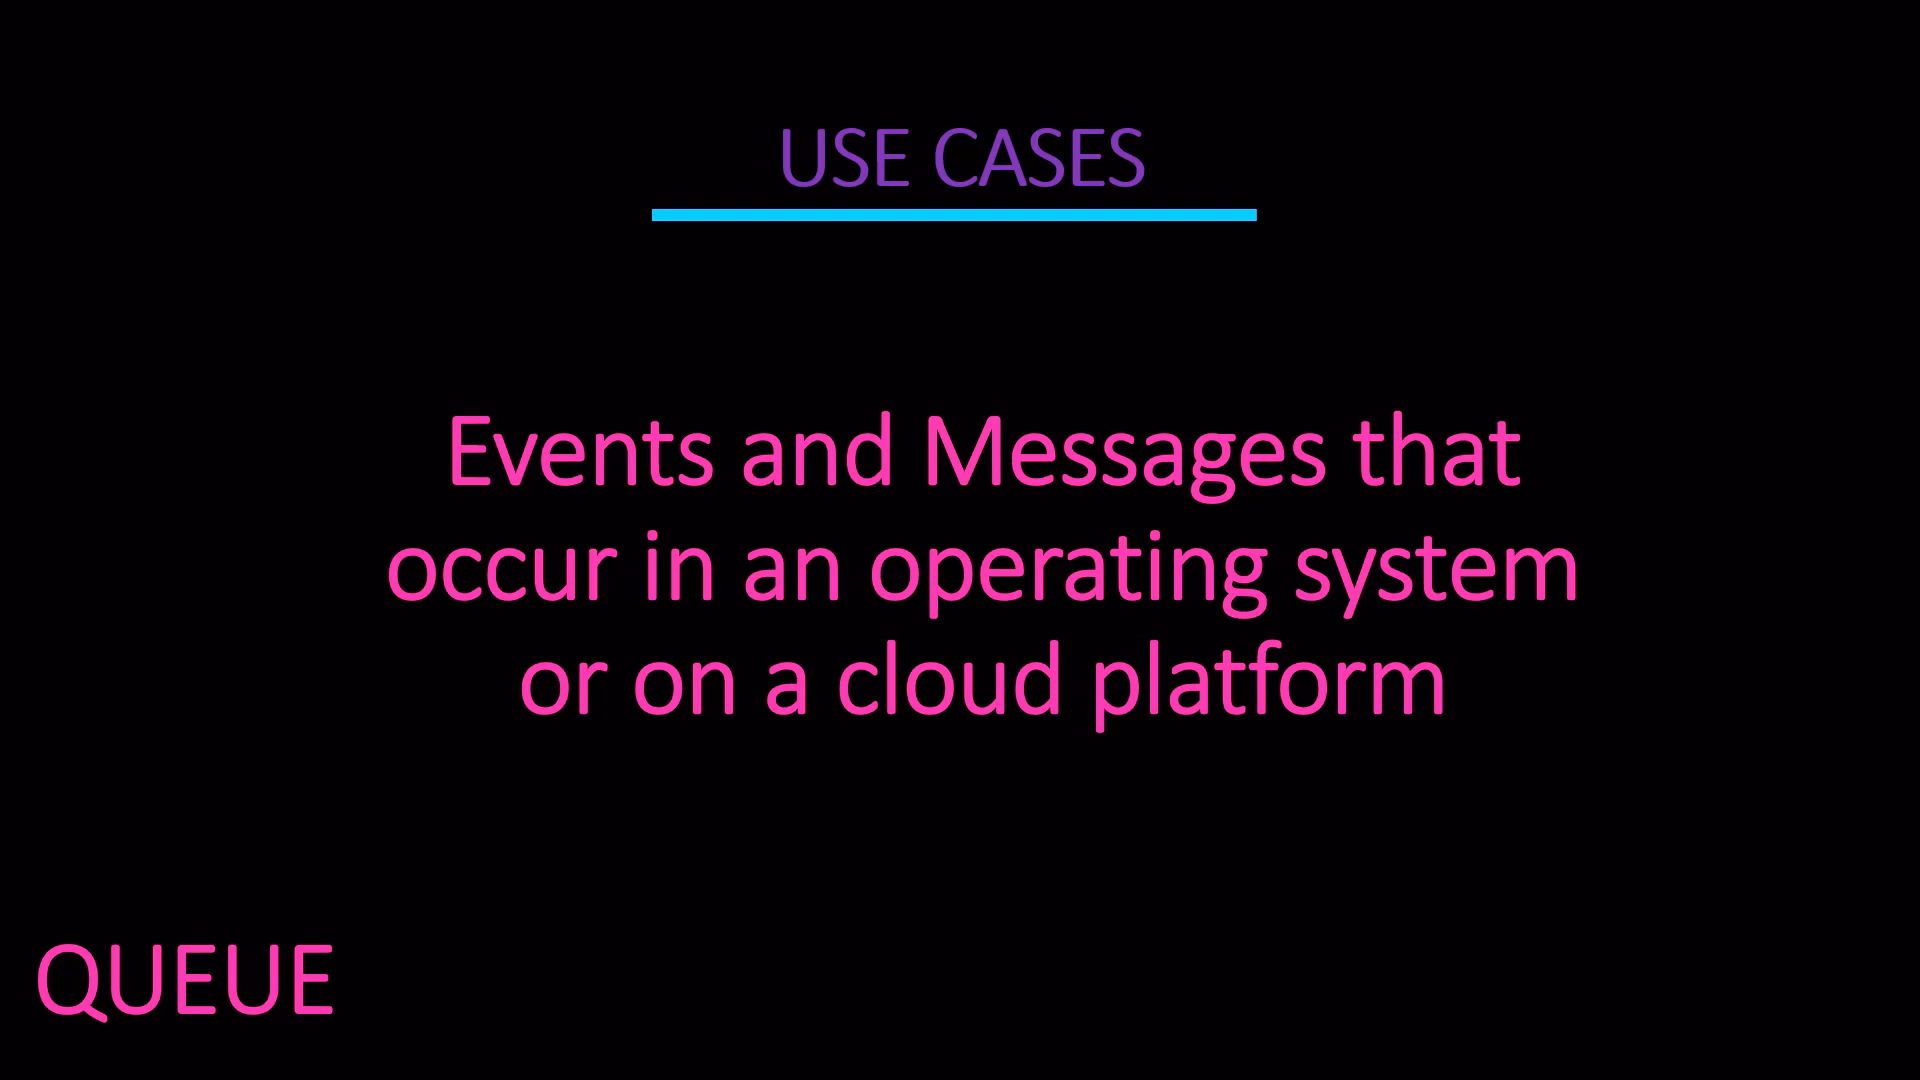 USE CASES
Events and Messages that
occur in an operating system
or on a cloud platform
QUEUE